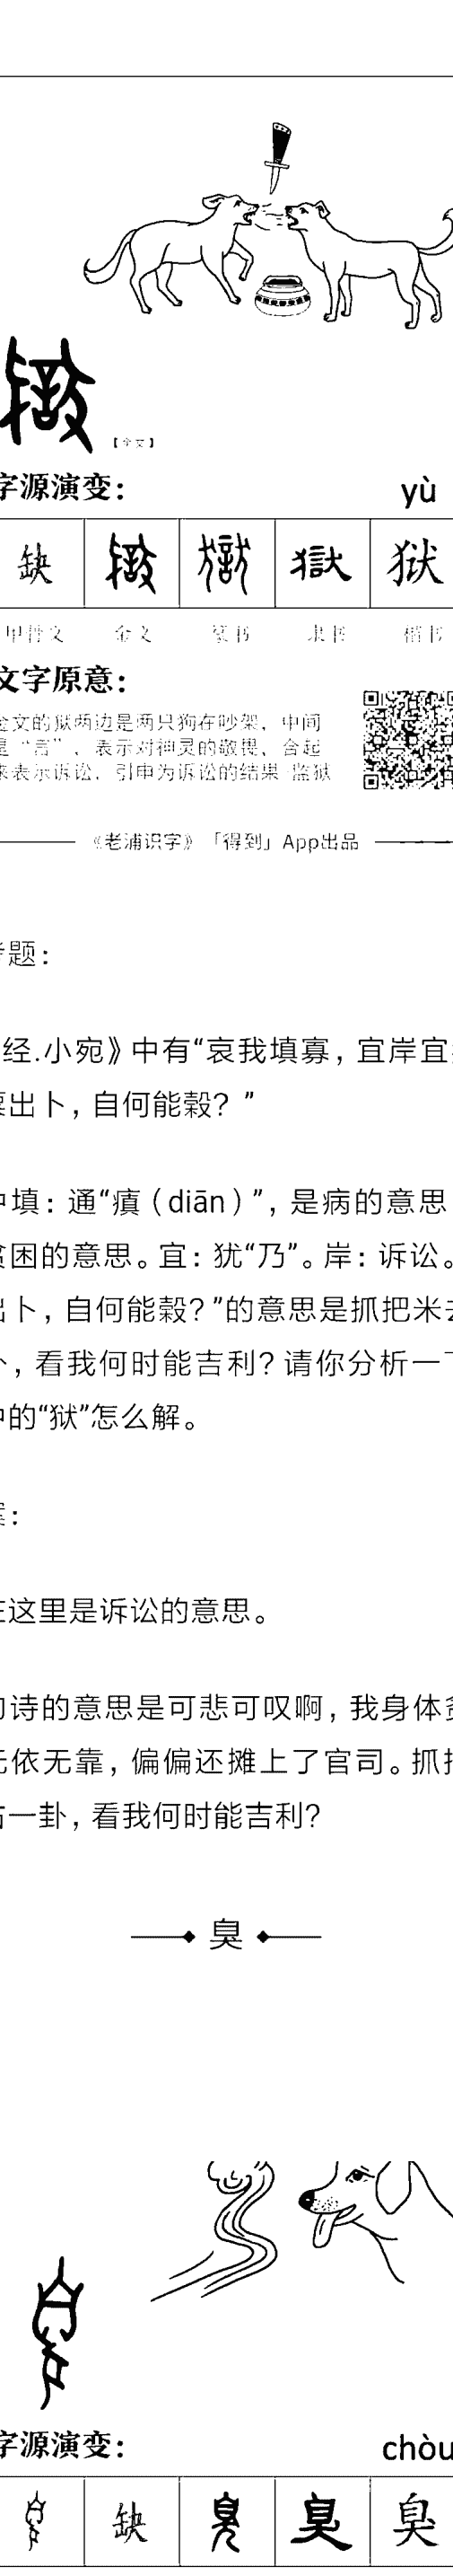 【金文】
字源演变：
yù
缺 狱 狱 獄 狱
甲骨文 金文 篆书 隶书 楷书
文字原意：
金文的狱两边是两只狗在吵架，中间
是“言”，表示对神灵的敬畏，合起
来表示诉讼，引申为诉讼的结果 监狱
《老浦识字》「得到」App出品
题：
经.小宛》中有“哀我填寡，宜岸宜
出卜，自何能穀？”
中填：通“瘨（diān）”，是病的意思
贫困的意思。宜：犹“乃”。岸：诉讼。
出卜，自何能穀？”的意思是抓把米
，看我何时能吉利？请你分析一下
中的“狱”怎么解。
：
在这里是诉讼的意思。
诗的意思是可悲可叹啊，我身体
无依无靠，偏偏还摊上了官司。抓
占一卦，看我何时能吉利？
臭
字源演变：
chòu
缺 臭 臭 臭